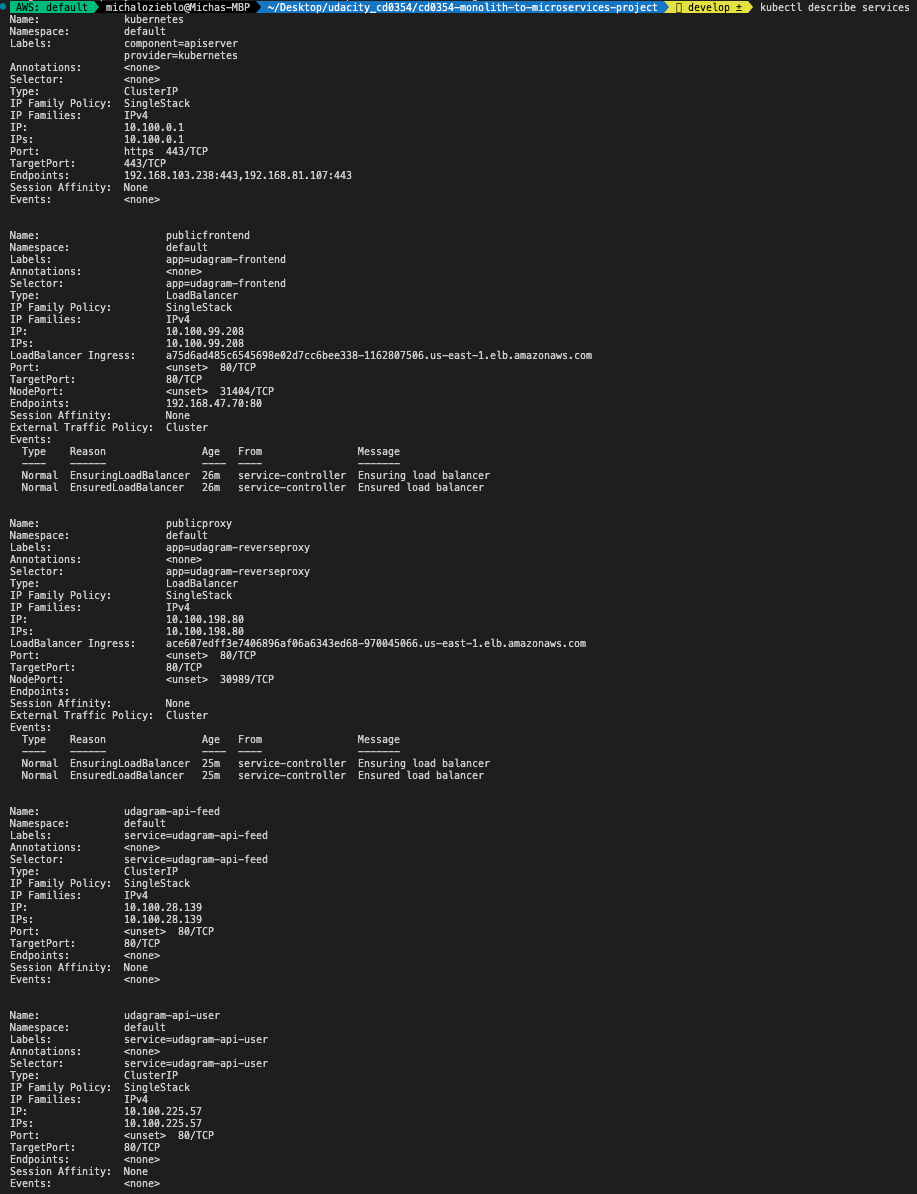 AWS: default michalozieblo@Michas-MBP ~/Desktop/udacity_cd0354/cd0354-monolith-to-microservices-project develop ± kubectl describe services
Name: kubernetes
Namespace: default
Labels: component=apiserver
provider=kubernetes
Annotations: <none>
Selector: <none>
Type: ClusterIP
IP Family Policy: SingleStack
IP Families: IPv4
IP: 10.100.0.1
IPs: 10.100.0.1
Port: https 443/TCP
TargetPort: 443/TCP
Endpoints: 192.168.103.238:443,192.168.81.107:443
Session Affinity: None
Events: <none>
Name: publicfrontend
Namespace: default
Labels: app=udagram-frontend
Annotations: <none>
Selector: app=udagram-frontend
Type: LoadBalancer
IP Family Policy: SingleStack
IP Families: IPv4
IP: 10.100.99.208
IPs: 10.100.99.208
LoadBalancer Ingress: a75d6ad485c6545698e02d7cc6bee338-1162807506.us-east-1.elb.amazonaws.com
Port: <unset> 80/TCP
TargetPort: 80/TCP
NodePort: <unset> 31404/TCP
Endpoints: 192.168.47.70:80
Session Affinity: None
External Traffic Policy: Cluster
Events:
Type Reason Age From Message
---- ------ ---- ---- -------
Normal EnsuringLoadBalancer 26m service-controller Ensuring load balancer
Normal EnsuredLoadBalancer 26m service-controller Ensured load balancer
Name: publicproxy
Namespace: default
Labels: app=udagram-reverseproxy
Annotations: <none>
Selector: app=udagram-reverseproxy
Type: LoadBalancer
IP Family Policy: SingleStack
IP Families: IPv4
IP: 10.100.198.80
IPs: 10.100.198.80
LoadBalancer Ingress: ace607edff3e7406896af06a6343ed68-970045066.us-east-1.elb.amazonaws.com
Port: <unset> 80/TCP
TargetPort: 80/TCP
NodePort: <unset> 30989/TCP
Endpoints:
Session Affinity: None
External Traffic Policy: Cluster
Events:
Type Reason Age From Message
---- ------ ---- ---- -------
Normal EnsuringLoadBalancer 25m service-controller Ensuring load balancer
Normal EnsuredLoadBalancer 25m service-controller Ensured load balancer
Name: udagram-api-feed
Namespace: default
Labels: service=udagram-api-feed
Annotations: <none>
Selector: service=udagram-api-feed
Type: ClusterIP
IP Family Policy: SingleStack
IP Families: IPv4
IP: 10.100.28.139
IPs: 10.100.28.139
Port: <unset> 80/TCP
TargetPort: 80/TCP
Endpoints: <none>
Session Affinity: None
Events: <none>
Name: udagram-api-user
Namespace: default
Labels: service=udagram-api-user
Annotations: <none>
Selector: service=udagram-api-user
Type: ClusterIP
IP Family Policy: SingleStack
IP Families: IPv4
IP: 10.100.225.57
IPs: 10.100.225.57
Port: <unset> 80/TCP
TargetPort: 80/TCP
Endpoints: <none>
Session Affinity: None
Events: <none>